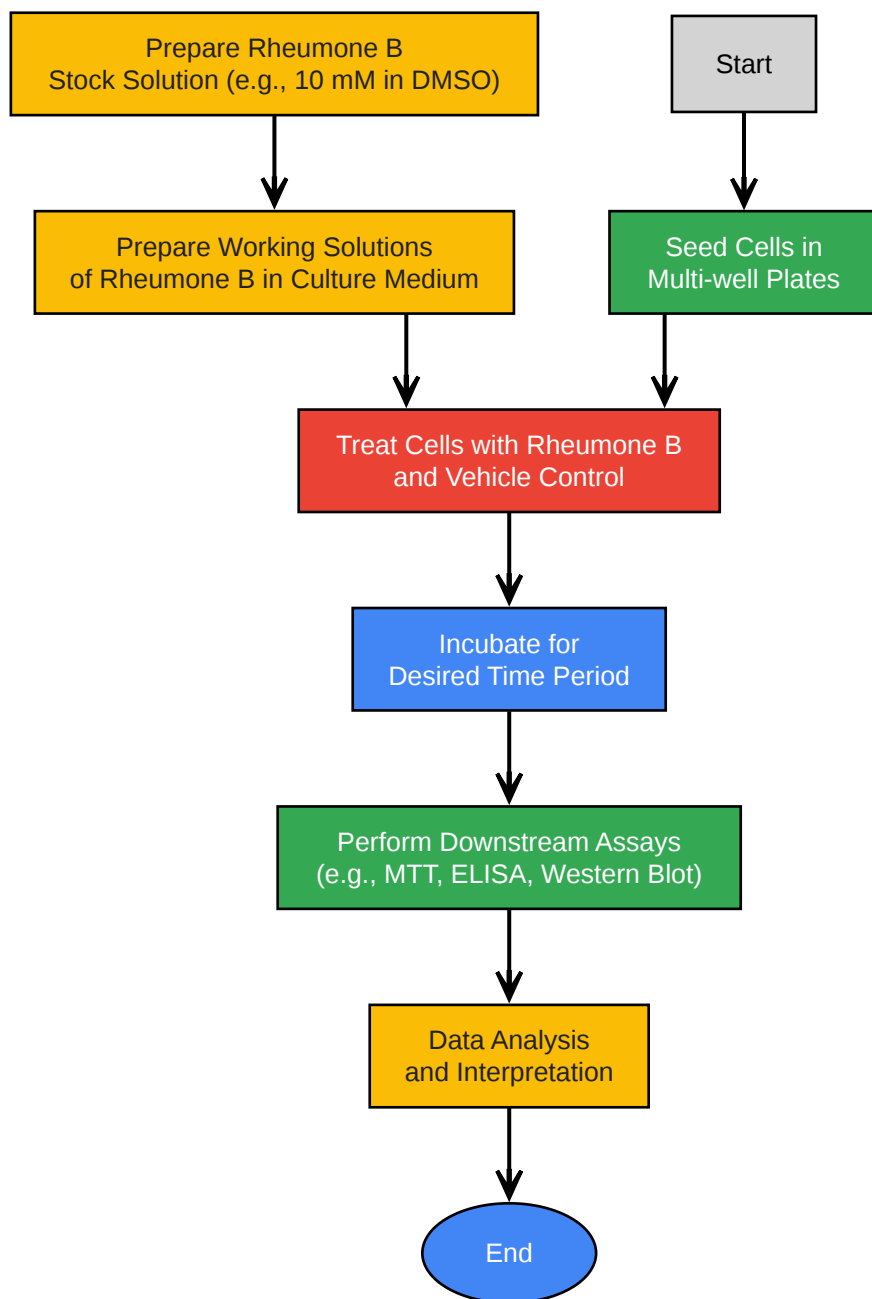 Prepare Rheumone B
Stock Solution (e.g., 10 mM in DMSO)
Start
Prepare Working Solutions
of Rheumone B in Culture Medium
Seed Cells in
Multi-well Plates
Treat Cells with Rheumone B
and Vehicle Control
Incubate for
Desired Time Period
Perform Downstream Assays
(e.g., MTT, ELISA, Western Blot)
Data Analysis
and Interpretation
End